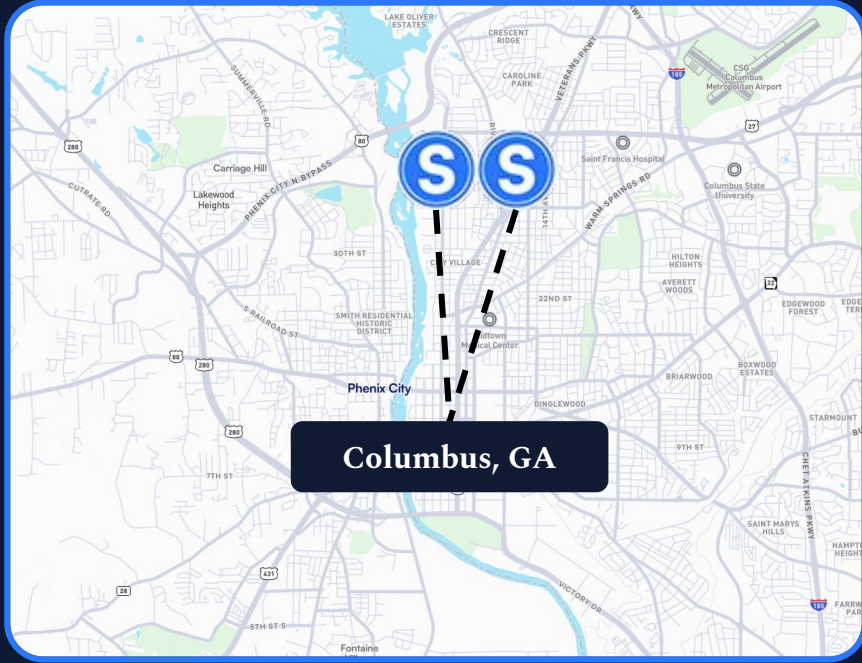 LAKE OLIVER
ESTATES
CRESCENT
RIDGE
VETERANS PKWY
CAROLINE
PARK
185
CSG -
Columbus
Metropolitan Airport
SUMMERVILLE RD
27
280
80
Saint Francis Hospital
Carriage Hill
PHENIX CITY N BYPASS
S S
Columbus State
University
CUTRATE RD
Lakewood
Heights
WARM SPRINGS RD
14TH AV
30TH ST
VILLAGE
HILTON
HEIGHTS
22
AVERETT
WOODS
22ND ST
EDGEWOOD
FOREST
SMITH RESIDENTIAL
HISTORIC
DISTRICT
S RAILROAD ST
Medical Center
80
280
BOXWOOD
ESTATES
BRIARWOOD
Phenix City
DINGLEWOOD
STARMOUNT
280
9TH ST
Columbus, GA
CHET ATKINS PKWY
7TH ST
SAINT MARYS
HILLS
431
28
VICTORY DR
185
5TH ST S
Fontaine